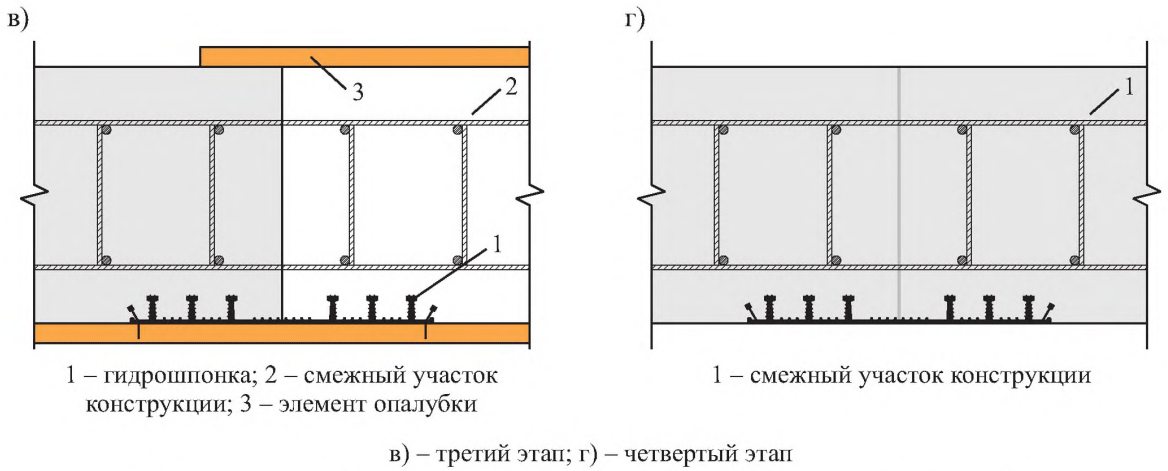 в)
г)
3
2
1
1
1 – гидрошпонка; 2 – смежный участок
конструкции; 3 – элемент опалубки
1 – смежный участок конструкции
в) – третий этап; г) – четвертый этап